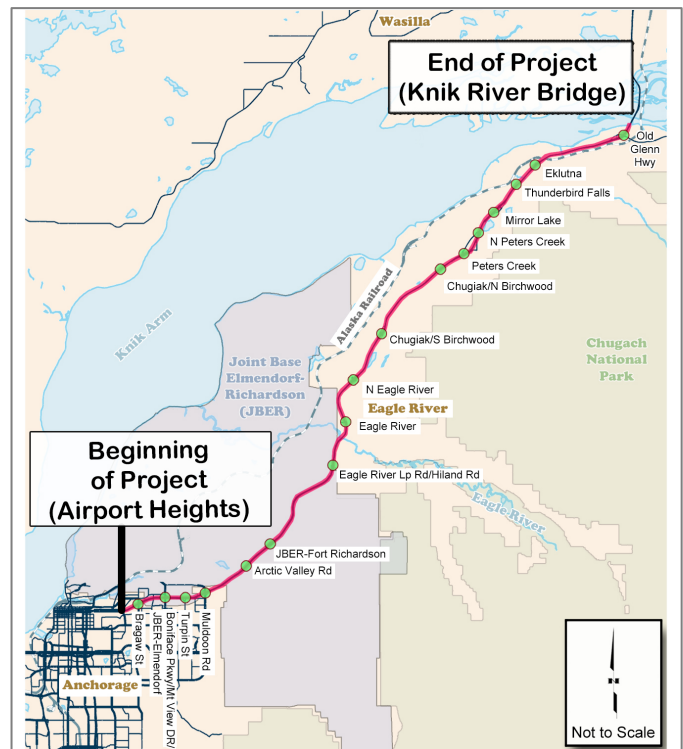 Wasilla
End of Project
(Knik River Bridge)
Old
Glenn
Hwy
Eklutna
Thunderbird Falls
Mirror Lake
N Peters Creek
Peters Creek
Chugiak/N Birchwood
Alaska Railroad
Knik Arm
Chugiak/S Birchwood
Chugach
National
Park
Joint Base
Elmendorf-
Richardson
(JBER)
N Eagle River
Eagle River
Eagle River
Beginning
of Project
(Airport Heights)
Eagle River Lp Rd/Hiland Rd
Eagle River
JBER-Fort Richardson
Arctic Valley Rd
Muldoon Rd
Turpin St
Boniface Pkwy/Mt View DR/
JBER-Elmendorf
Bragaw St
Anchorage
Not to Scale